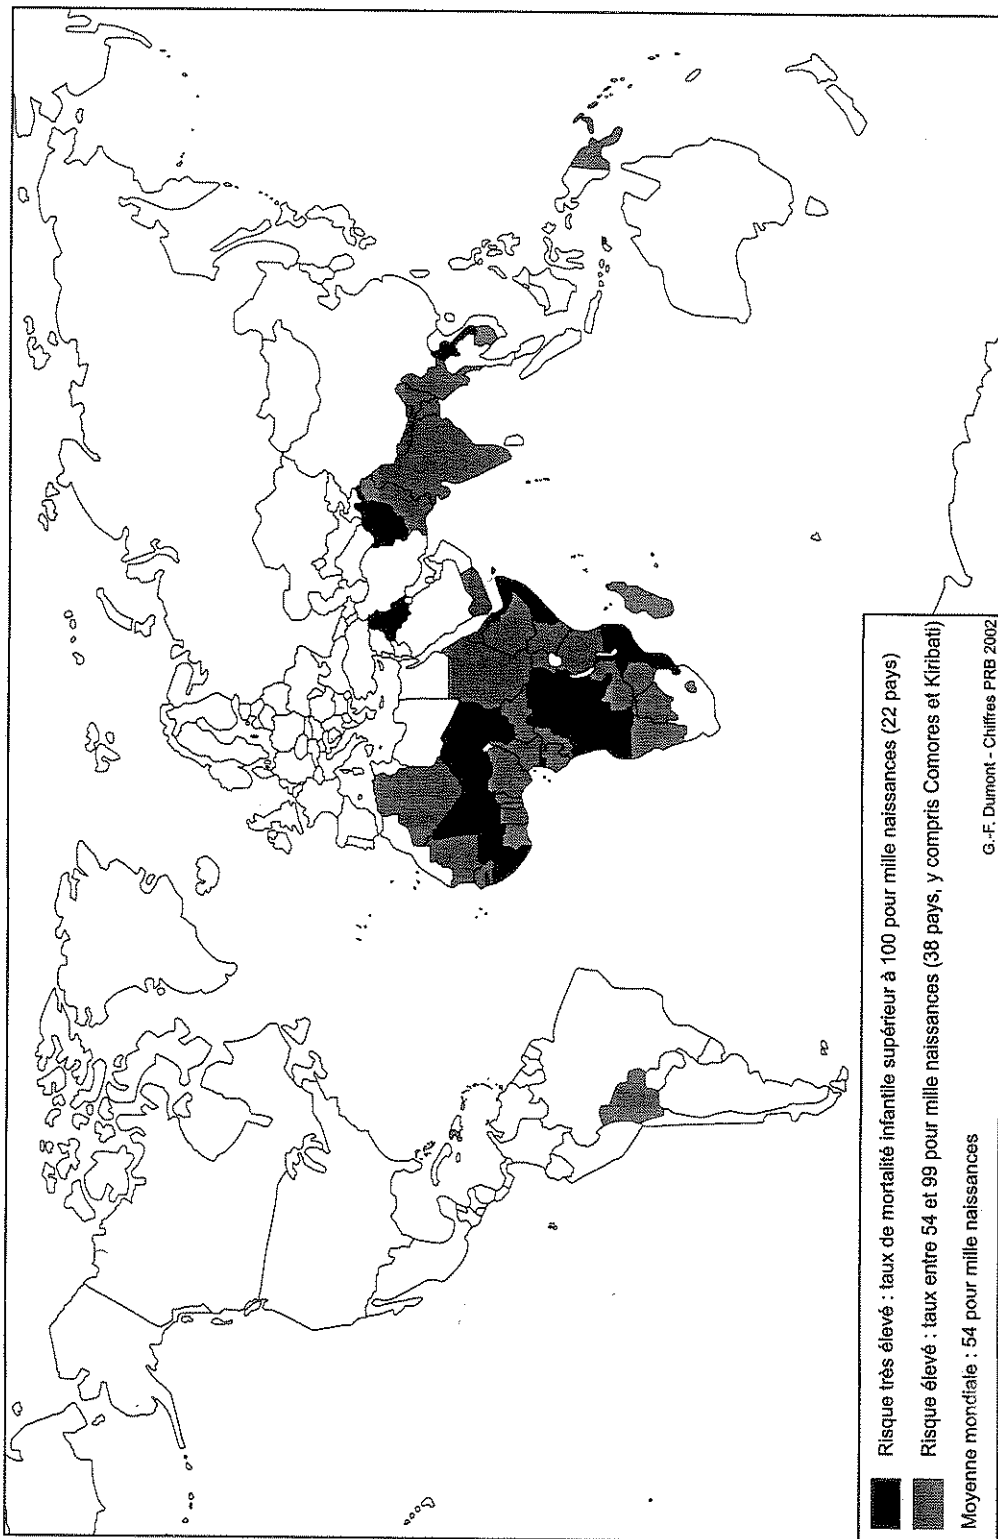 Risque très élevé : taux de mortalité infantile supérieur à 100 pour mille naissances (22 pays)
Risque élevé : taux entre 54 et 99 pour mille naissances (38 pays, y compris Comores et Kiribati)
Moyenne mondiale : 54 pour mille naissances
G.-F. Dumont - Chiffres PRB 2002